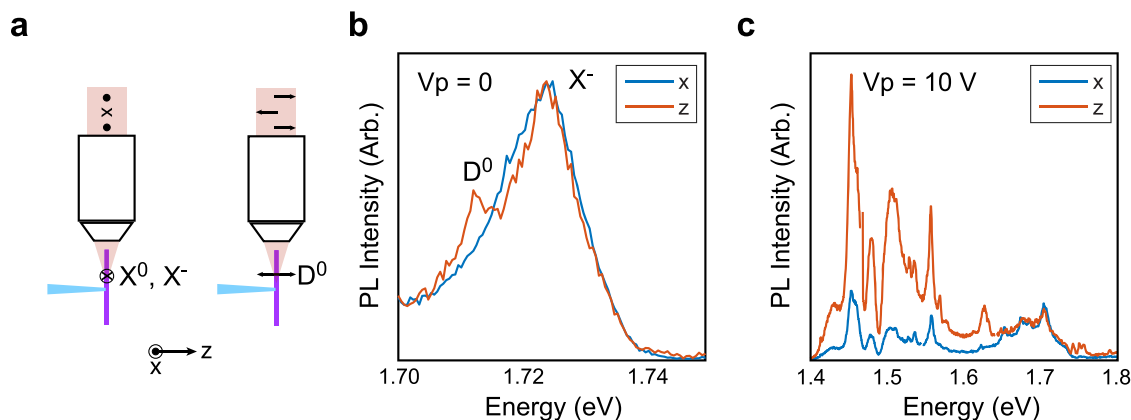 a
x
X⁰, X⁻
D⁰
x
z
b
Vp = 0
X⁻
x
z
D⁰
PL Intensity (Arb.)
1.70
1.72
1.74
Energy (eV)
c
Vp = 10 V
x
z
PL Intensity (Arb.)
1.4
1.5
1.6
1.7
1.8
Energy (eV)